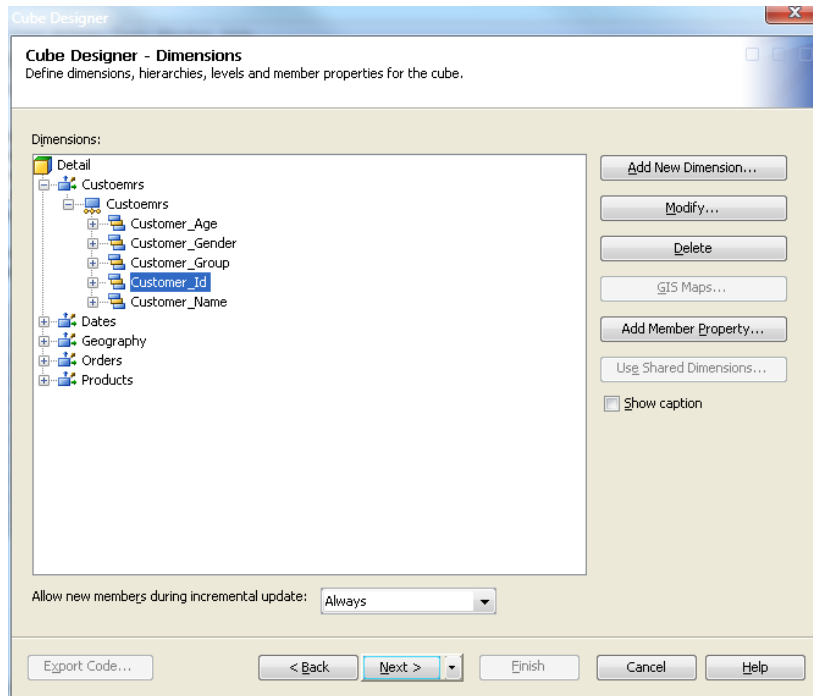 Cube Designer
Cube Designer - Dimensions
Define dimensions, hierarchies, levels and member properties for the cube.
Dimensions:
Detail
Custoemrs
Custoemrs
Customer_Age
Customer_Gender
Customer_Group
Customer_Id
Customer_Name
Dates
Geography
Orders
Products
Add New Dimension...
Modify...
Delete
GIS Maps...
Add Member Property...
Use Shared Dimensions...
Show caption
Allow new members during incremental update: Always
Export Code... < Back Next > Finish Cancel Help